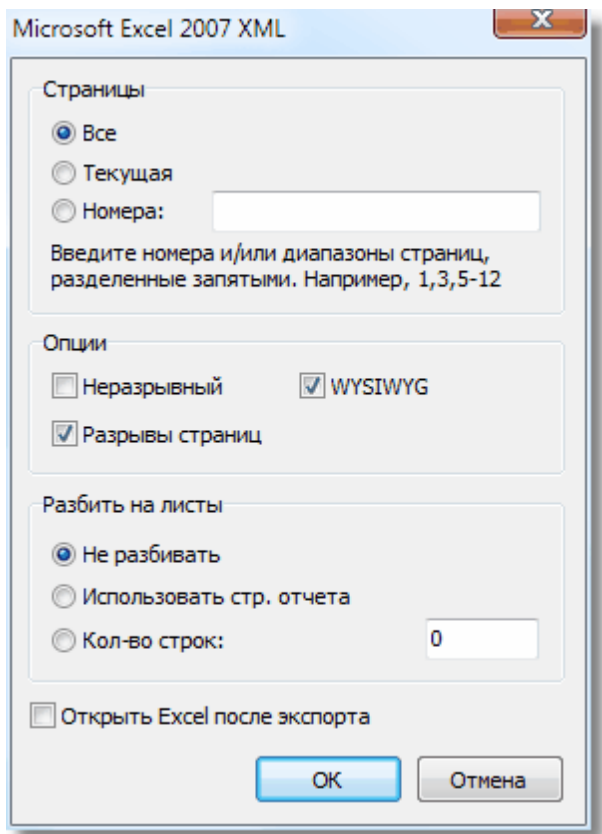 Microsoft Excel 2007 XML
Страницы
Все
Текущая
Номера:
Введите номера и/или диапазоны страниц,
разделенные запятыми. Например, 1,3,5-12
Опции
Неразрывный WYSIWYG
Разрывы страниц
Разбить на листы
Не разбивать
Использовать стр. отчета
Кол-во строк: 0
Открыть Excel после экспорта
OK Отмена